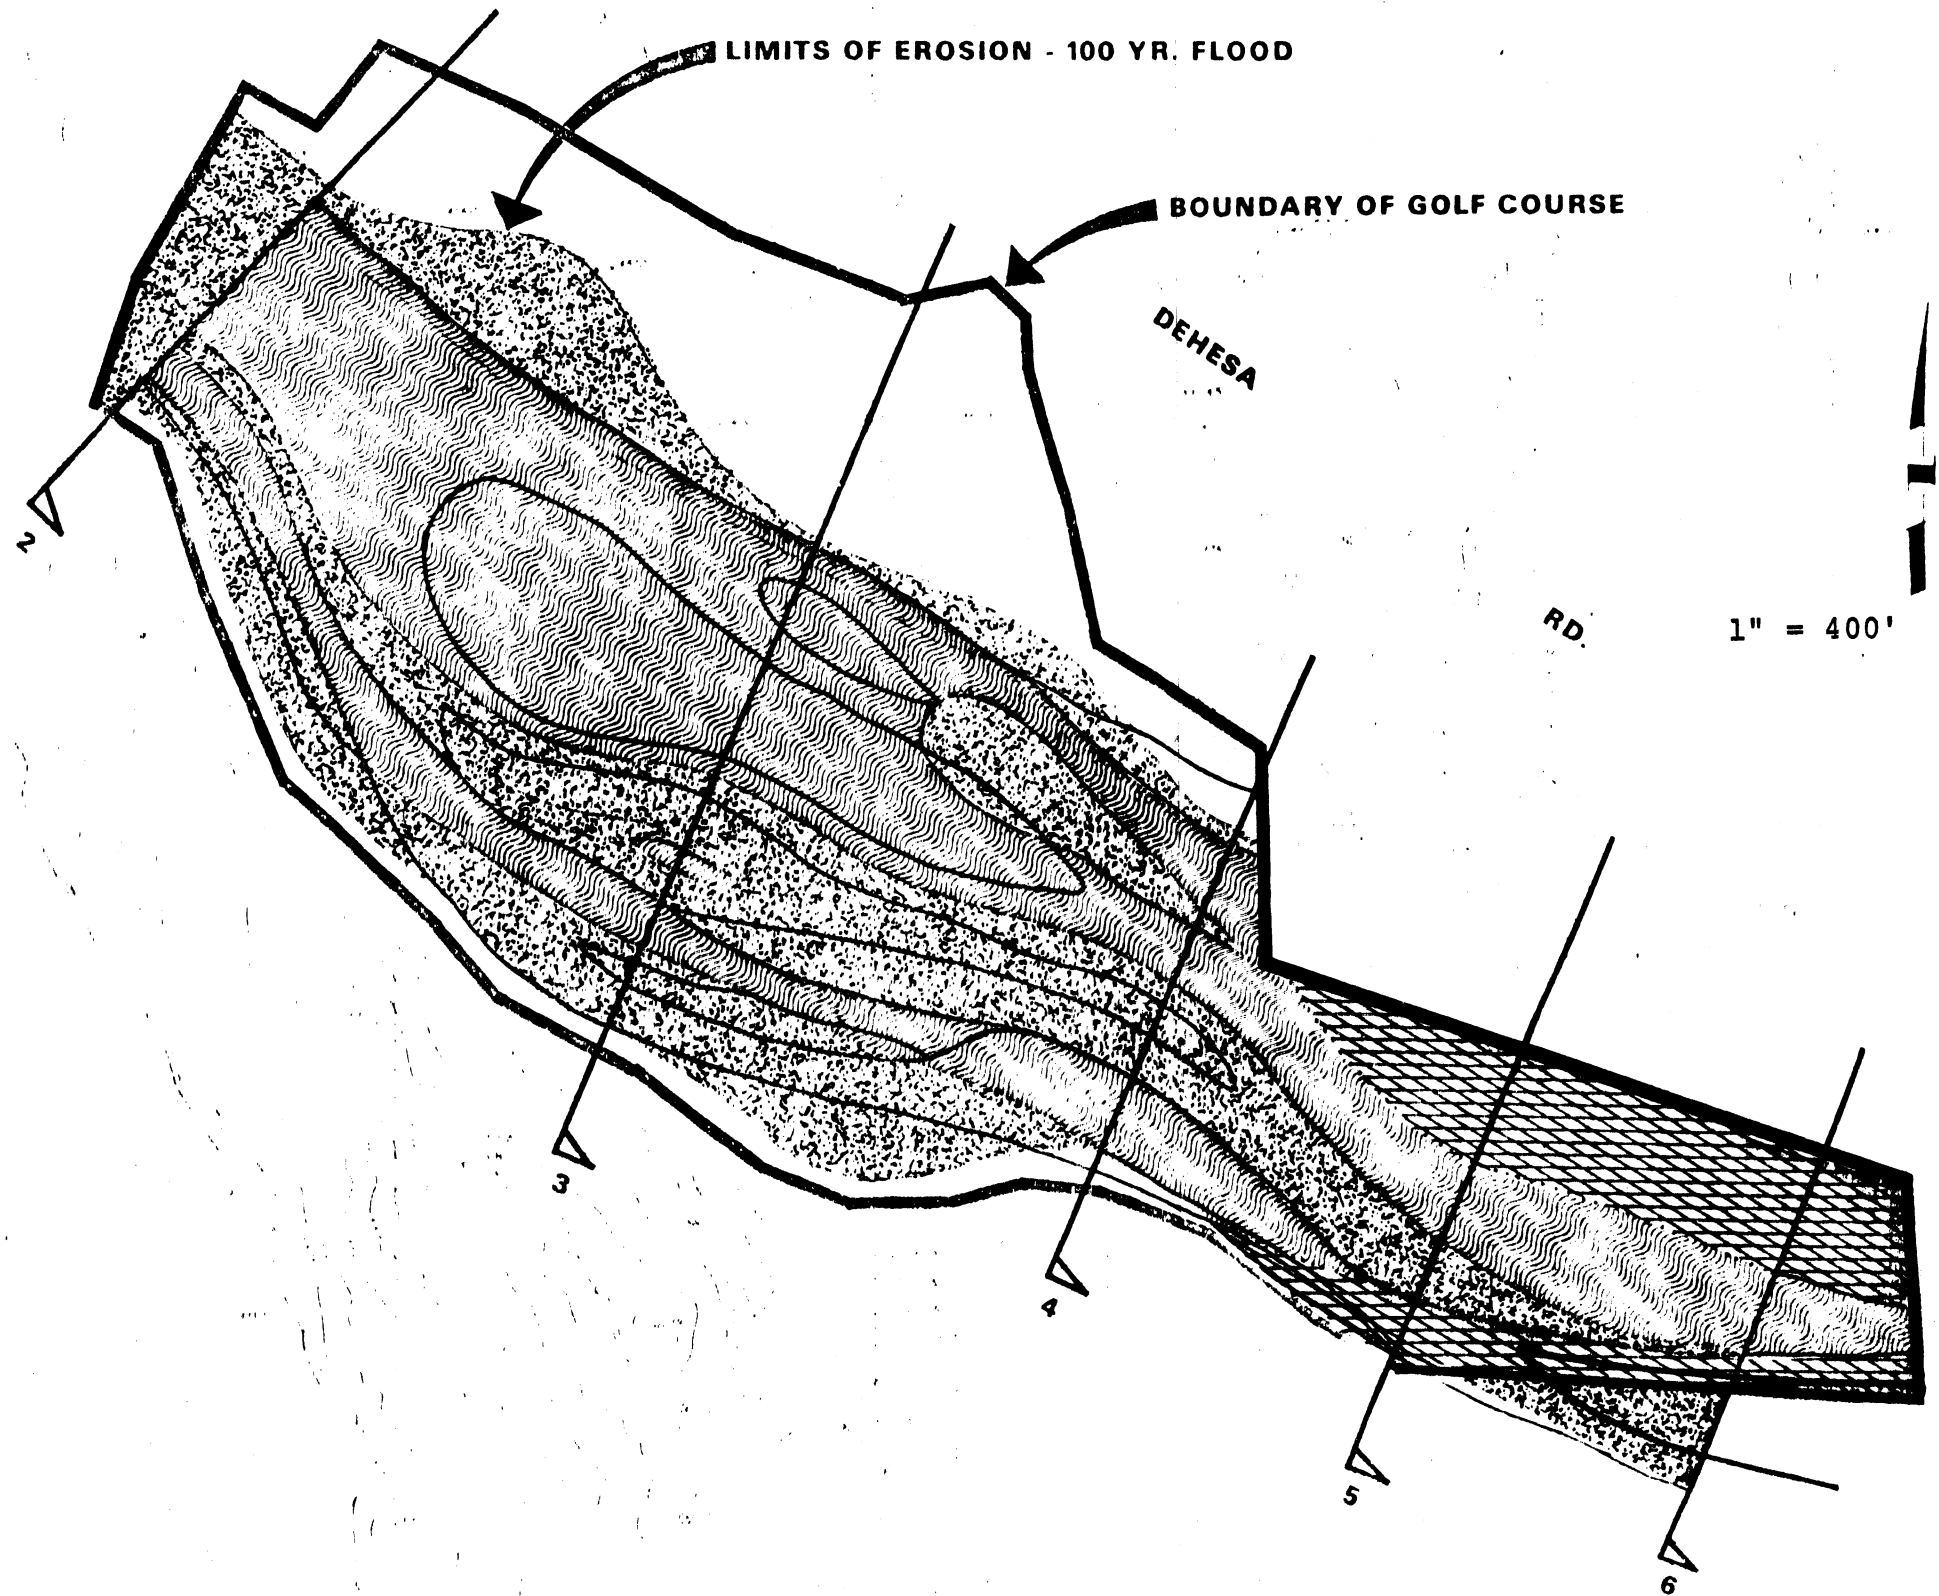 LIMITS OF EROSION - 100 YR. FLOOD
BOUNDARY OF GOLF COURSE
DEHESA
RD.
1" = 400'
2
3
4
5
6